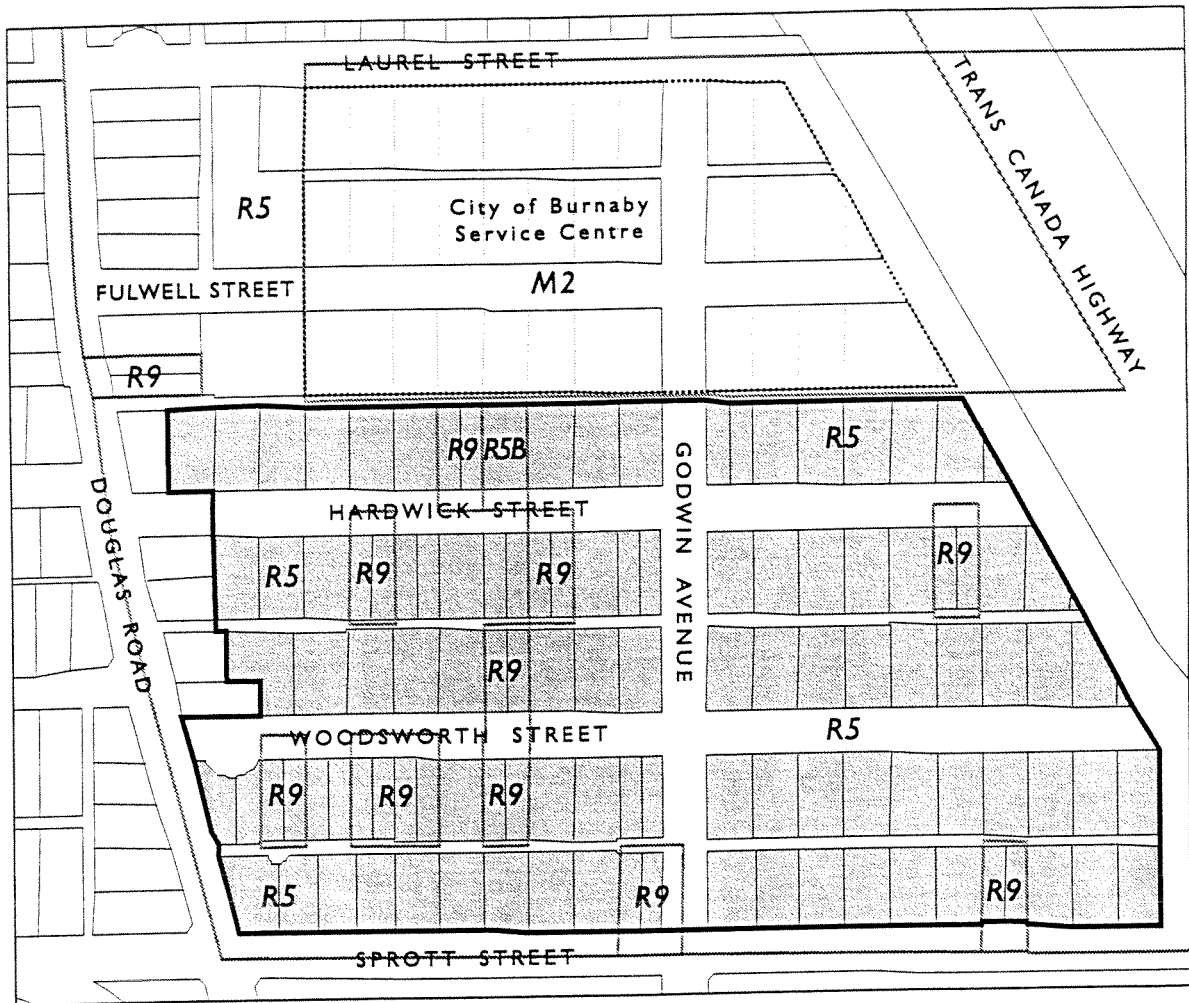 LAUREL STREET
TRANS CANADA HIGHWAY
R5
City of Burnaby
Service Centre
M2
FULWELL STREET
R9
R9
R5B
R5
GODWIN AVENUE
DOUGLAS ROAD
HARDWICK STREET
R5
R9
R9
R9
R9
WOODSWORTH STREET
R5
R9
R9
R9
R5
R9
R9
SPROTT STREET